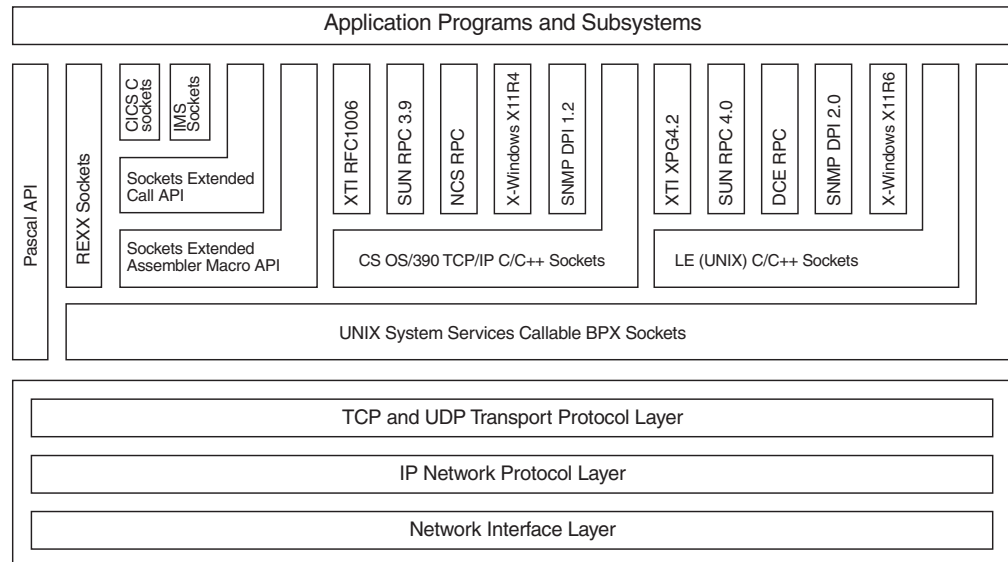 Application Programs and Subsystems
Pascal API
REXX Sockets
CICS C
sockets
IMS
Sockets
Sockets Extended
Call API
Sockets Extended
Assembler Macro API
XTI RFC1006
SUN RPC 3.9
NCS RPC
X-Windows X11R4
SNMP DPI 1.2
CS OS/390 TCP/IP C/C++ Sockets
XTI XPG4.2
SUN RPC 4.0
DCE RPC
SNMP DPI 2.0
X-Windows X11R6
LE (UNIX) C/C++ Sockets
UNIX System Services Callable BPX Sockets
TCP and UDP Transport Protocol Layer
IP Network Protocol Layer
Network Interface Layer